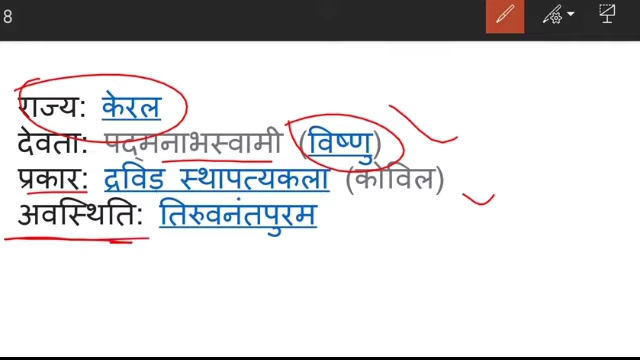 8
राज्य: केरल
देवता: पद्मनाभस्वामी (विष्णु)
प्रकार: द्रविड़ स्थापत्यकला (कोविल)
अवस्थिति: तिरुवनंतपुरम